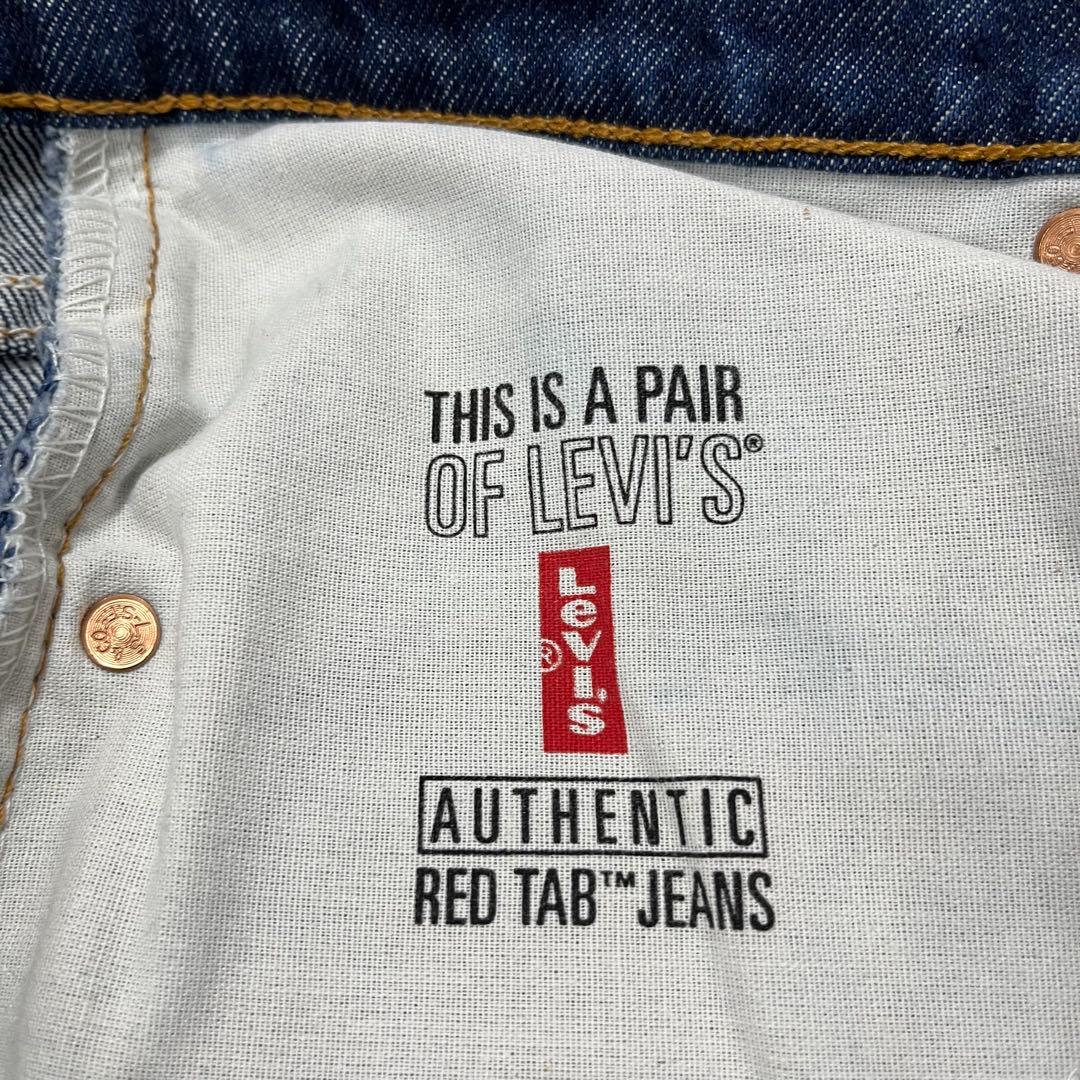 THIS IS A PAIR
OF LEVI'S®
LEVI'S
®
AUTHENTIC
RED TAB™ JEANS